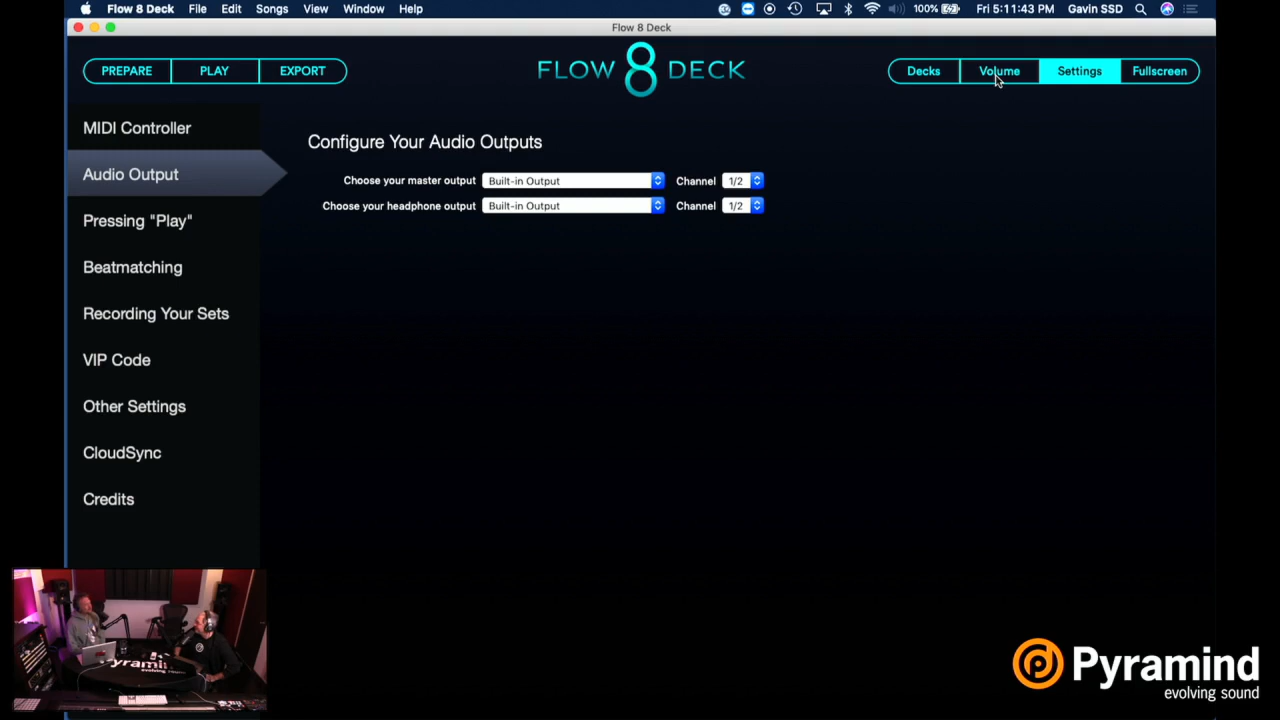 Flow 8 Deck File Edit Songs View Window Help 100% Fri 5:11:43 PM Gavin SSD
Flow 8 Deck
PREPARE PLAY EXPORT
FLOW 8 DECK
Decks Volume Settings Fullscreen
MIDI Controller
Audio Output
Pressing "Play"
Beatmatching
Recording Your Sets
VIP Code
Other Settings
CloudSync
Credits
Configure Your Audio Outputs
Choose your master output Built-in Output Channel 1/2
Choose your headphone output Built-in Output Channel 1/2
Pyramind
evolving sound